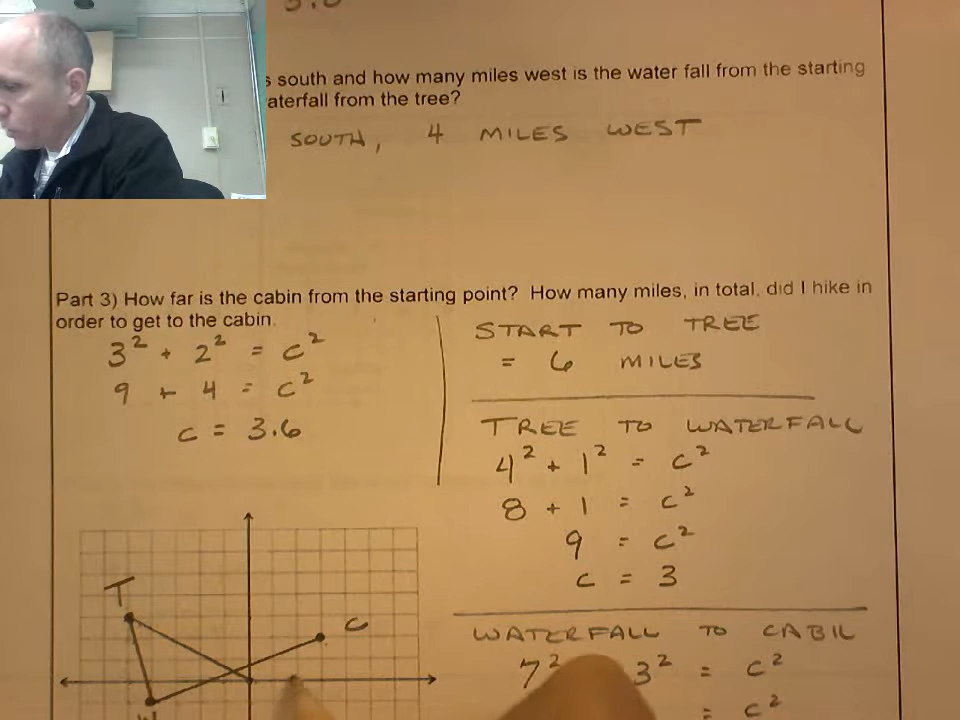 s south and how many miles west is the water fall from the starting
aterfall from the tree?
SOUTH, 4 MILES WEST
Part 3) How far is the cabin from the starting point? How many miles, in total, did I hike in
order to get to the cabin.
3² + 2² = c²
9 + 4 = c²
c = 3.6
START TO TREE
= 6 MILES
TREE TO WATERFALL
4² + 1² = c²
8 + 1 = c²
9 = c²
c = 3
WATERFALL TO CABIL
7² 3² = c²
= c²
T
C
W